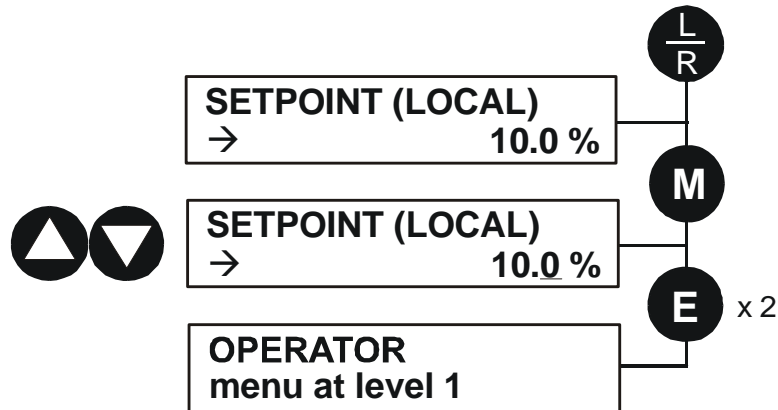 L
R
SETPOINT (LOCAL)
→ 10.0 %
M
SETPOINT (LOCAL)
→ 10.0 %
E x 2
OPERATOR
menu at level 1